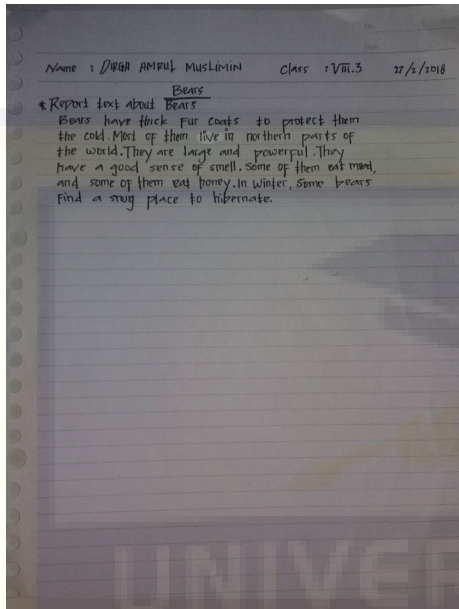 Name : DIRGA AMRUL MUSLIMIN Class : VIII.3 27/2/2018
Bears
* Report text about Bears
Bears have thick fur coats to protect them
the cold. Most of them live in northern parts of
the world. They are large and powerful. They
have a good sense of smell. Some of them eat meat,
and some of them eat honey. In winter, some bears
Find a snug place to hibernate.
UNIVER